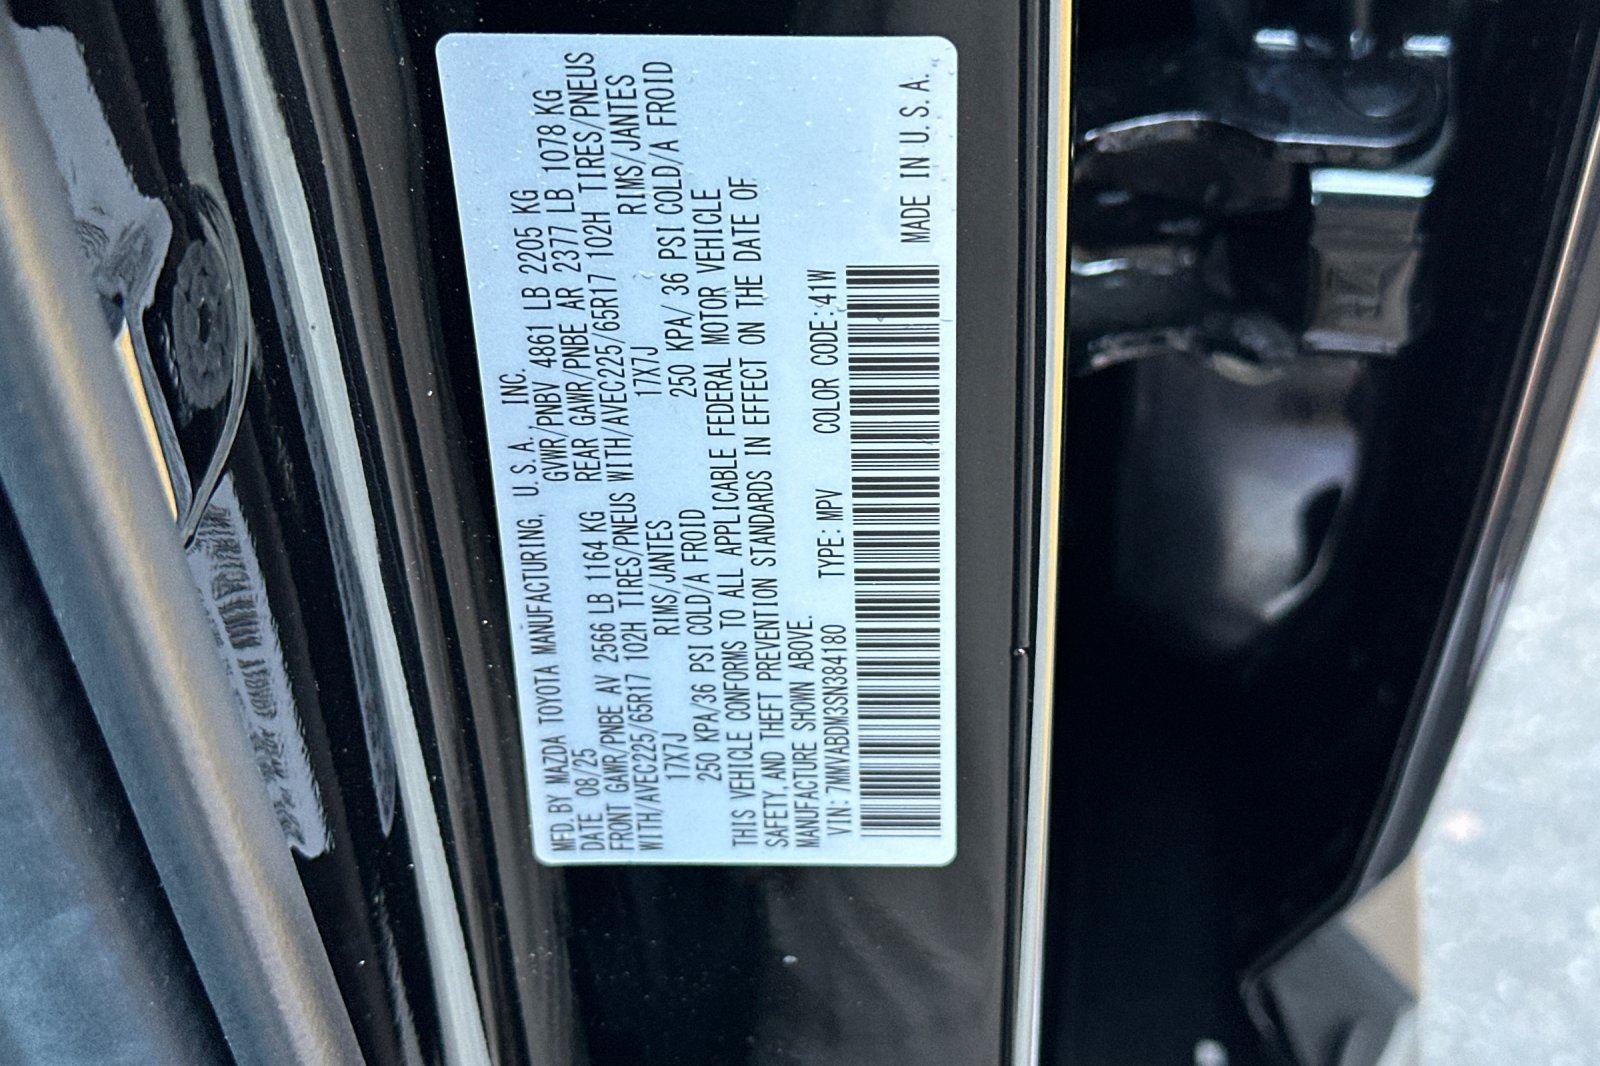 MFD. BY MAZDA TOYOTA MANUFACTURING, U.S.A., INC.
DATE 08/25 GVWR/PNBV 4861 LB 2205 KG
FRONT GAWR/PNBE AV 2566 LB 1164 KG REAR GAWR/PNBE AR 2377 LB 1078 KG
WITH/AVEC225/65R17 102H TIRES/PNEUS WITH/AVEC225/65R17 102H TIRES/PNEUS
17X7J RIMS/JANTES 17X7J RIMS/JANTES
250 KPA/36 PSI COLD/A FROID 250 KPA/ 36 PSI COLD/A FROID
THIS VEHICLE CONFORMS TO ALL APPLICABLE FEDERAL MOTOR VEHICLE
SAFETY, AND THEFT PREVENTION STANDARDS IN EFFECT ON THE DATE OF
MANUFACTURE SHOWN ABOVE.
VIN: 7MMVABDM3SN384180 TYPE: MPV COLOR CODE: 41W
MADE IN U.S.A.